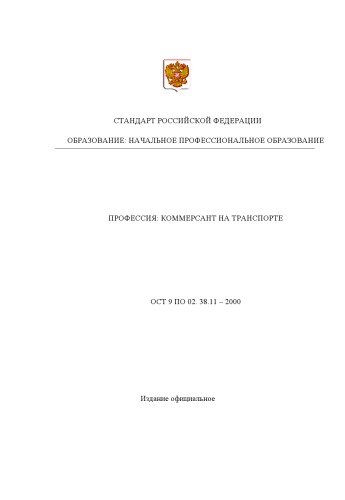 СТАНДАРТ РОССИЙСКОЙ ФЕДЕРАЦИИ
ОБРАЗОВАНИЕ: НАЧАЛЬНОЕ ПРОФЕССИОНАЛЬНОЕ ОБРАЗОВАНИЕ
ПРОФЕССИЯ: КОММЕРСАНТ НА ТРАНСПОРТЕ
ОСТ 9 ПО 02. 38.11 – 2000
Издание официальное